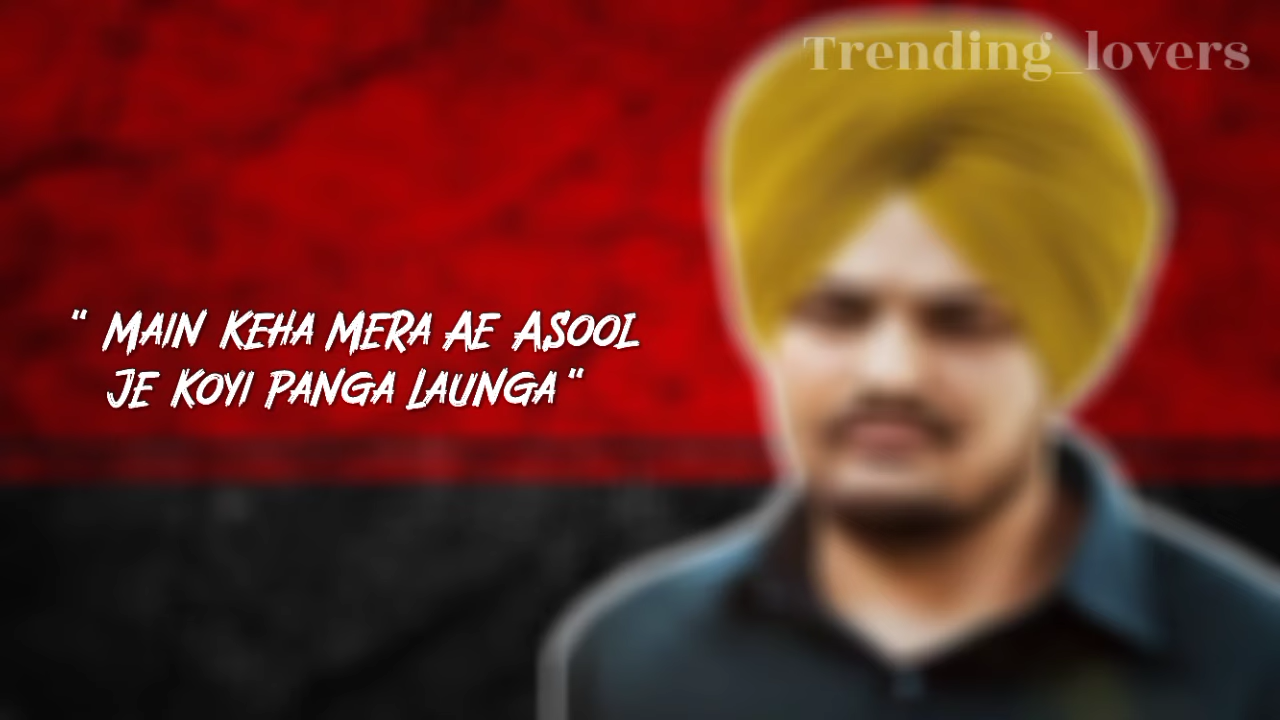 Trending_lovers
“ MAIN KEHA MERA AE ASOOL
JE KOYI PANGA LAUNGA “